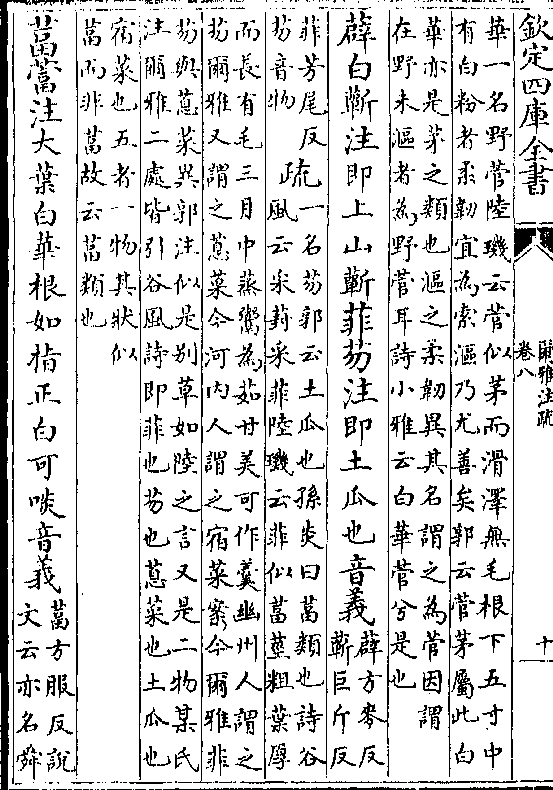 欽定四庫全書
爾雅注疏
卷八
十
華一名野菅陸璣云菅似茅而滑澤無毛根下五寸中
有白粉者柔韌宜為索漚乃尤善矣郭云菅茅屬此白
華亦是茅之類也漚之柔韌異其名謂之為菅因謂
在野未漚者為野菅耳詩小雅云白華菅兮是也
薜白蘄注即上山蘄菲芴注即土瓜也音義
薜方麥反
蘄巨斤反
菲芳尾反
芴音物
疏一名芴郭云土瓜也孫炎曰葍類也詩谷
風云采葑采菲陸璣云菲似葍莖粗葉厚
而長有毛三月中蒸鬻為茹甘美可作羹幽州人謂之
芴爾雅又謂之蒠菜今河内人謂之宿菜案今爾雅菲
芴與蒠菜異郭注似是别草如陸之言又是二物某氏
注爾雅二處皆引谷風詩即菲也芴也蒠菜也土瓜也
宿菜也五者一物其狀似
葍而非葍故云葍類也
葍䔰注大葉白華根如指正白可啖音義
葍方服反說
文云亦名舜